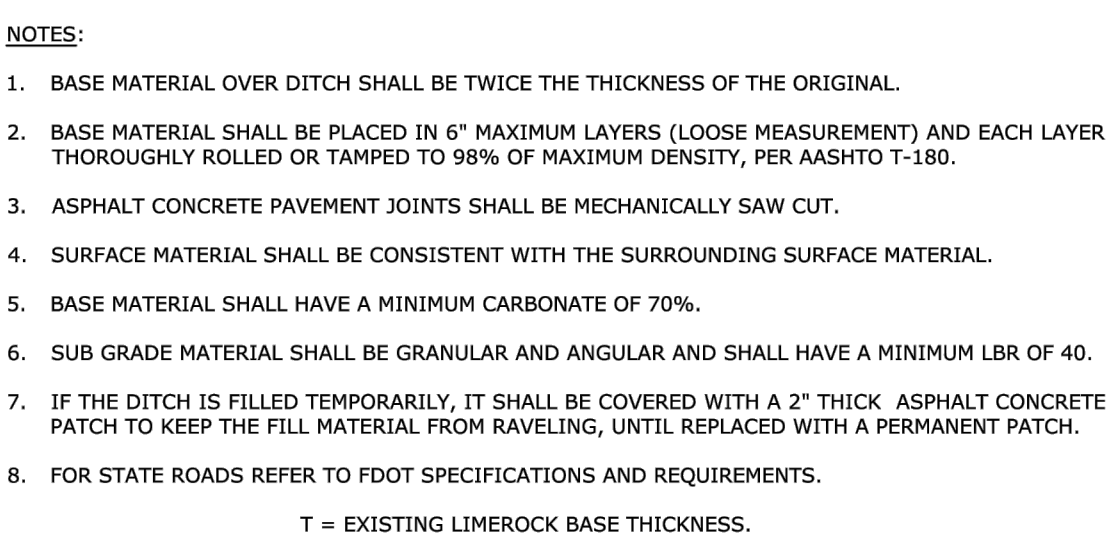 NOTES:
1. BASE MATERIAL OVER DITCH SHALL BE TWICE THE THICKNESS OF THE ORIGINAL.
2. BASE MATERIAL SHALL BE PLACED IN 6" MAXIMUM LAYERS (LOOSE MEASUREMENT) AND EACH LAYER
THOROUGHLY ROLLED OR TAMPED TO 98% OF MAXIMUM DENSITY, PER AASHTO T-180.
3. ASPHALT CONCRETE PAVEMENT JOINTS SHALL BE MECHANICALLY SAW CUT.
4. SURFACE MATERIAL SHALL BE CONSISTENT WITH THE SURROUNDING SURFACE MATERIAL.
5. BASE MATERIAL SHALL HAVE A MINIMUM CARBONATE OF 70%.
6. SUB GRADE MATERIAL SHALL BE GRANULAR AND ANGULAR AND SHALL HAVE A MINIMUM LBR OF 40.
7. IF THE DITCH IS FILLED TEMPORARILY, IT SHALL BE COVERED WITH A 2" THICK ASPHALT CONCRETE
PATCH TO KEEP THE FILL MATERIAL FROM RAVELING, UNTIL REPLACED WITH A PERMANENT PATCH.
8. FOR STATE ROADS REFER TO FDOT SPECIFICATIONS AND REQUIREMENTS.
T = EXISTING LIMEROCK BASE THICKNESS.